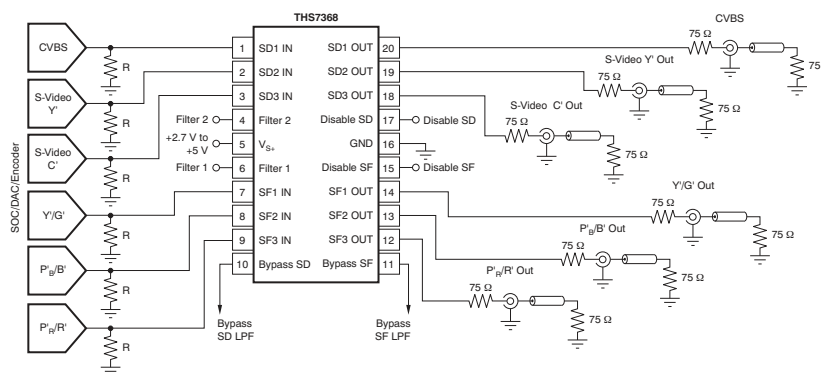 THS7368
CVBS
CVBS
R
1 SD1 IN
SD1 OUT 20
75 Ω
75
S-Video Y' Out
S-Video
Y'
R
2 SD2 IN
SD2 OUT 19
75 Ω
75 Ω
S-Video C' Out
S-Video
C'
R
3 SD3 IN
SD3 OUT 18
75 Ω
75 Ω
Filter 2
4 Filter 2
Disable SD 17
Disable SD
+2.7 V to
+5 V
5 VS+
GND 16
Filter 1
6 Filter 1
Disable SF 15
Disable SF
SOC/DAC/Encoder
Y'/G'
R
7 SF1 IN
SF1 OUT 14
Y'/G' Out
75 Ω
75 Ω
P'B/B'
R
8 SF2 IN
SF2 OUT 13
P'B/B' Out
75 Ω
75 Ω
P'R/R'
R
9 SF3 IN
SF3 OUT 12
P'R/R' Out
75 Ω
75 Ω
10 Bypass SD
Bypass SF 11
Bypass
SD LPF
Bypass
SF LPF